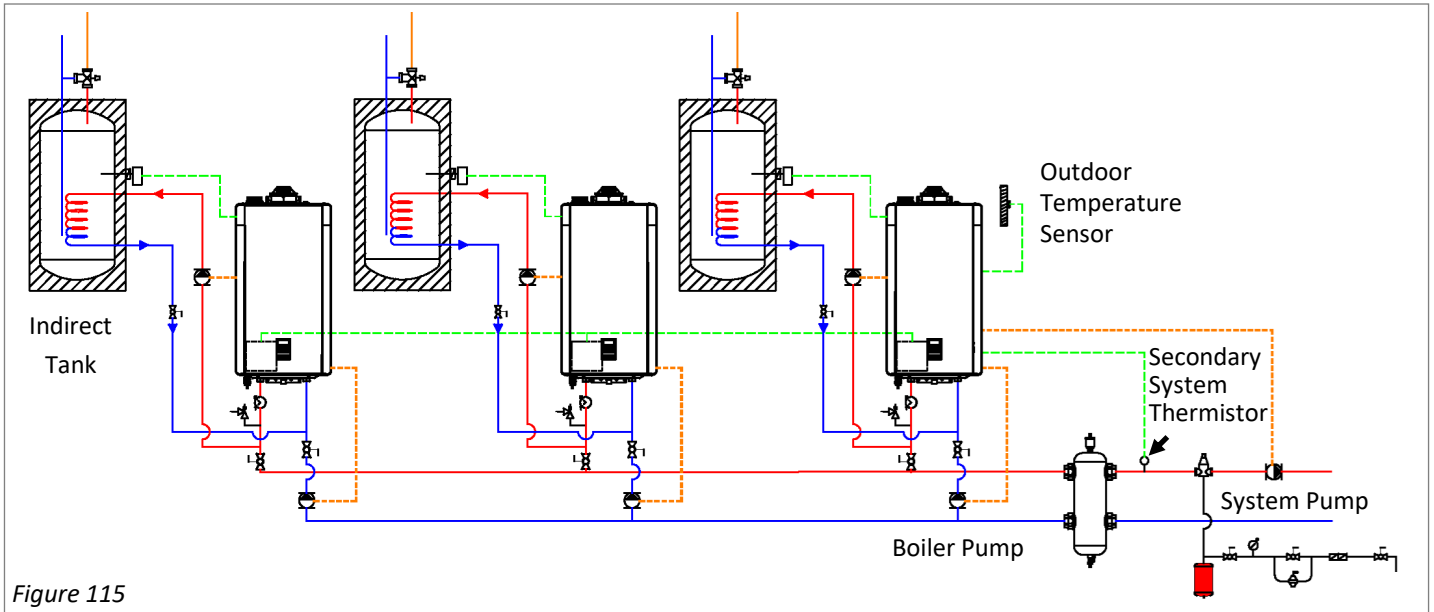 Outdoor
Temperature
Sensor
Indirect
Tank
Secondary
System
Thermistor
System Pump
Boiler Pump
Figure 115